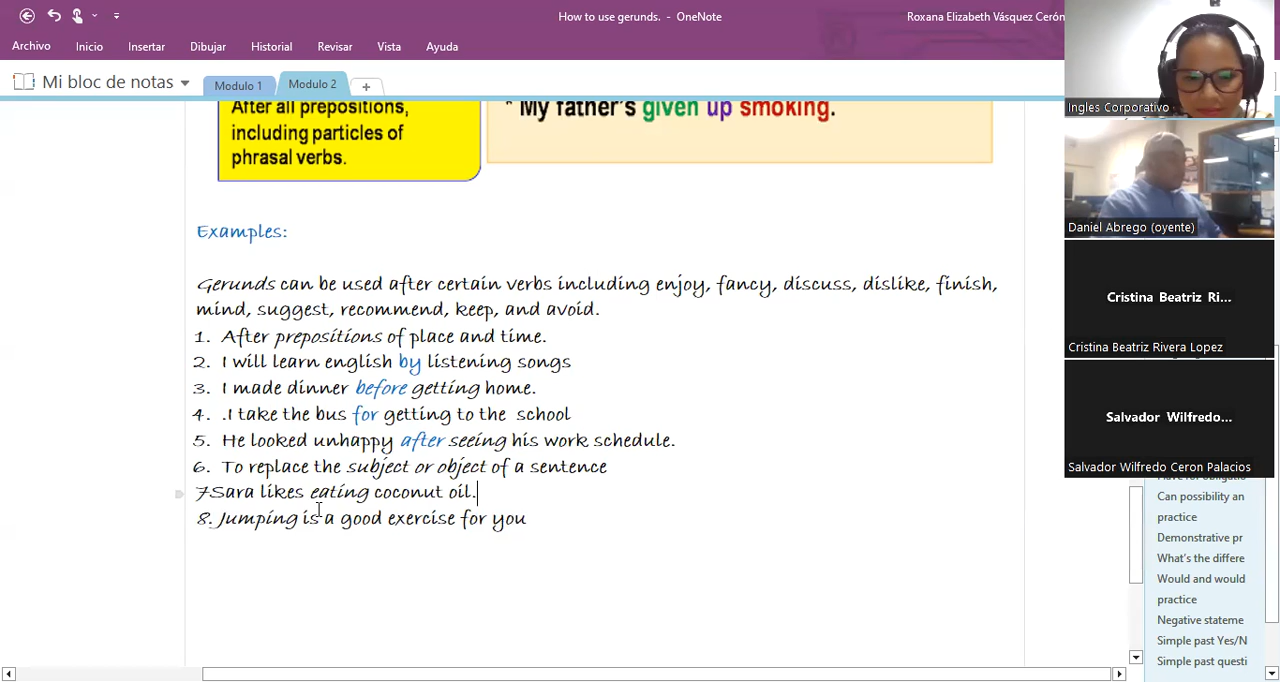 How to use gerunds. - OneNote
Roxana Elizabeth Vásquez Cerón
Archivo Inicio Insertar Dibujar Historial Revisar Vista Ayuda
Mi bloc de notas Modulo 1 Modulo 2 +
After all prepositions,
including particles of
phrasal verbs.
* My father's given up smoking.
Examples:
Gerunds can be used after certain verbs including enjoy, fancy, discuss, dislike, finish,
mind, suggest, recommend, keep, and avoid.
1. After prepositions of place and time.
2. I will learn english by listening songs
3. I made dinner before getting home.
4. .I take the bus for getting to the school
5. He looked unhappy after seeing his work schedule.
6. To replace the subject or object of a sentence
7Sara likes eating coconut oil.
8. Jumping is a good exercise for you
Ingles Corporativo
Daniel Abrego (oyente)
Cristina Beatriz Ri...
Cristina Beatriz Rivera Lopez
Salvador Wilfredo...
Salvador Wilfredo Ceron Palacios
Can possibility an
practice
Demonstrative pr
What's the differe
Would and would
practice
Negative stateme
Simple past Yes/N
Simple past questi